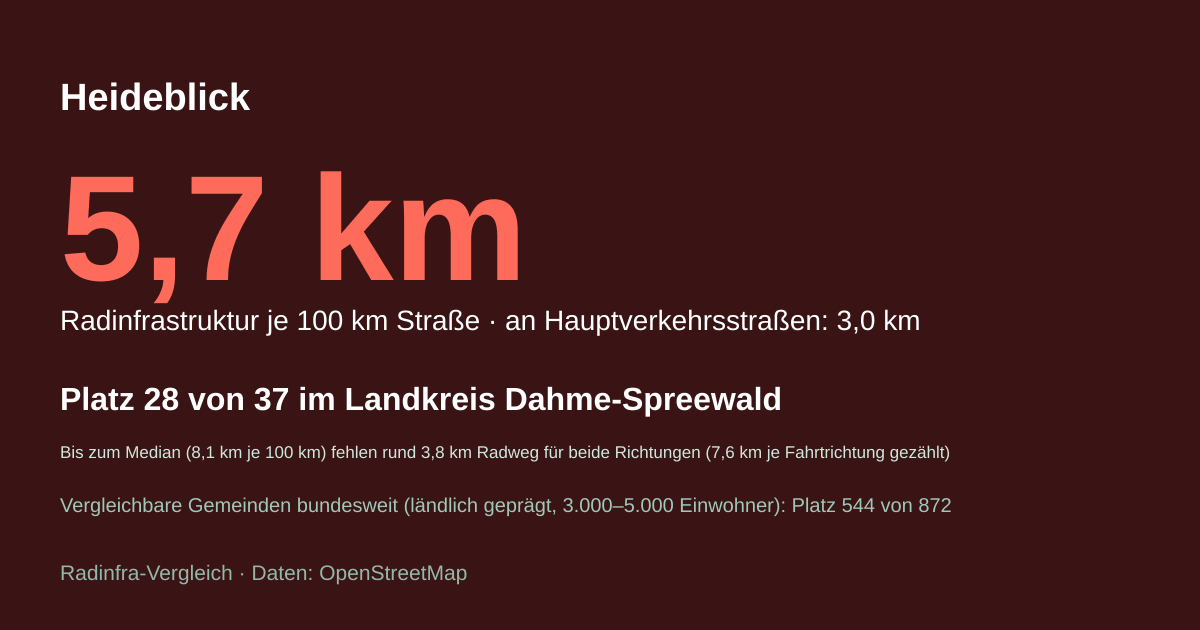 Heideblick
5,7 km
Radinfrastruktur je 100 km Straße · an Hauptverkehrsstraßen: 3,0 km
Platz 28 von 37 im Landkreis Dahme-Spreewald
Bis zum Median (8,1 km je 100 km) fehlen rund 3,8 km Radweg für beide Richtungen (7,6 km je Fahrtrichtung gezählt)
Vergleichbare Gemeinden bundesweit (ländlich geprägt, 3.000–5.000 Einwohner): Platz 544 von 872
Radinfra-Vergleich · Daten: OpenStreetMap